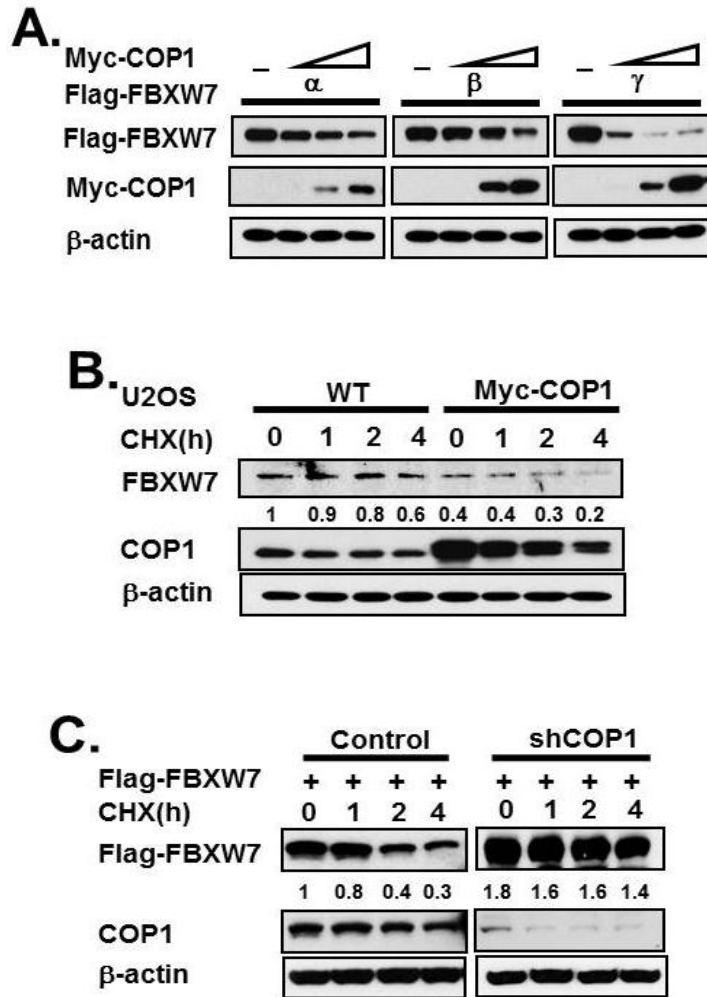 A.
Myc-COP1 – – –
Flag-FBXW7 α β γ
Flag-FBXW7
Myc-COP1
β-actin
B.
U2OS WT Myc-COP1
CHX(h) 0 1 2 4 0 1 2 4
FBXW7
1 0.9 0.8 0.6 0.4 0.4 0.3 0.2
COP1
β-actin
C.
Control shCOP1
Flag-FBXW7 + + + + + + + +
CHX(h) 0 1 2 4 0 1 2 4
Flag-FBXW7
1 0.8 0.4 0.3 1.8 1.6 1.6 1.4
COP1
β-actin